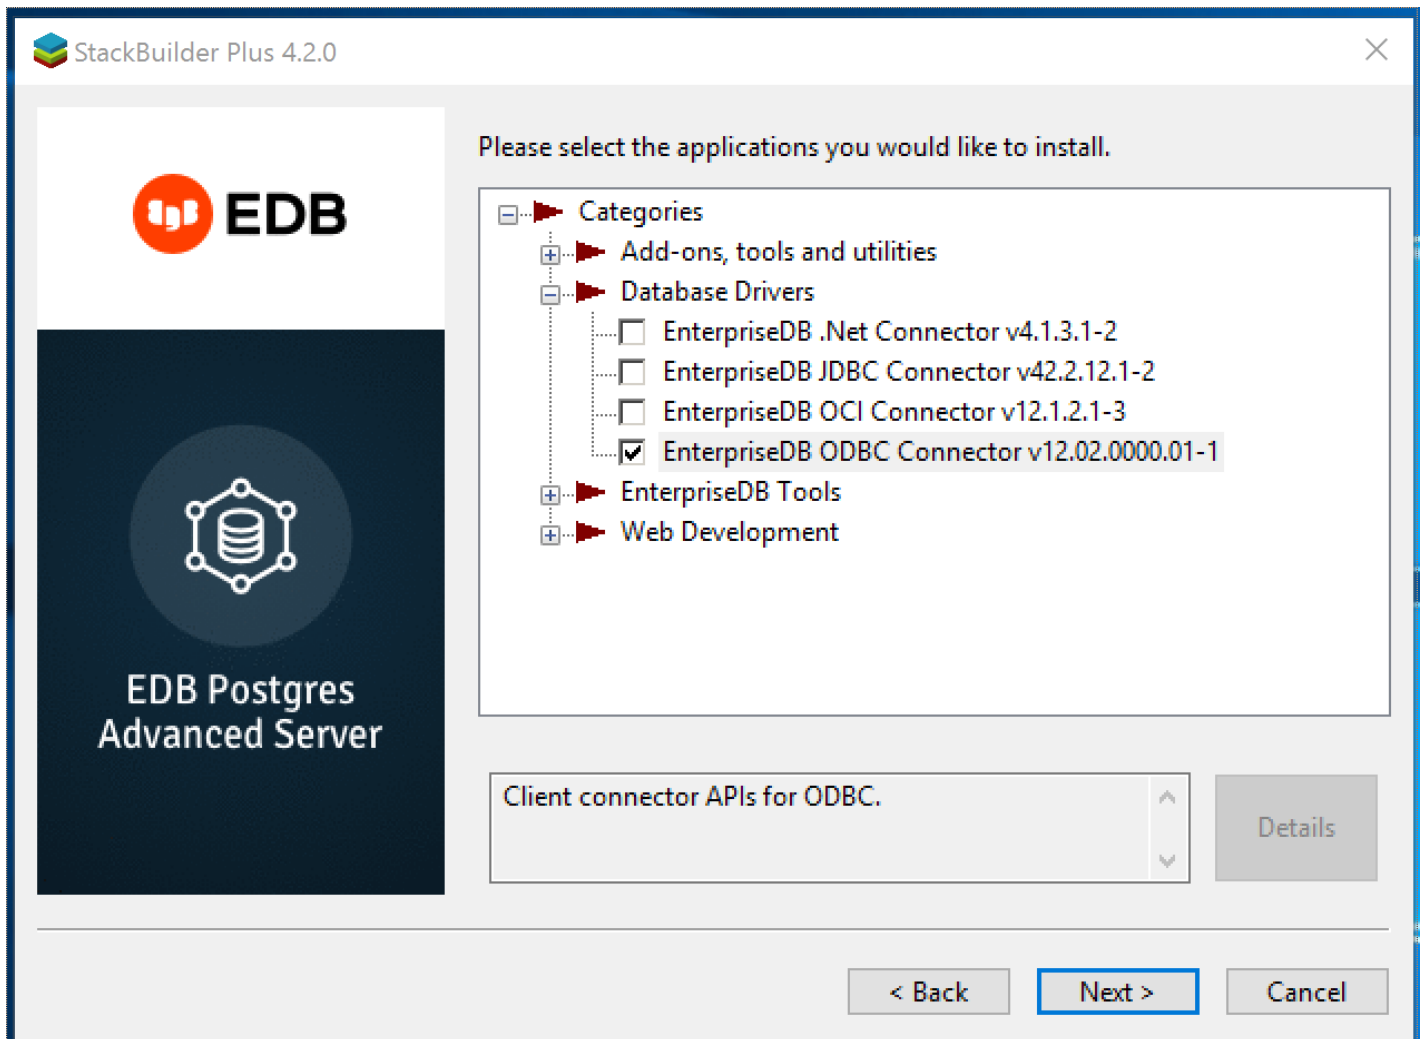 StackBuilder Plus 4.2.0
EDB
EDB Postgres
Advanced Server
Please select the applications you would like to install.
Categories
Add-ons, tools and utilities
Database Drivers
EnterpriseDB .Net Connector v4.1.3.1-2
EnterpriseDB JDBC Connector v42.2.12.1-2
EnterpriseDB OCI Connector v12.1.2.1-3
EnterpriseDB ODBC Connector v12.02.0000.01-1
EnterpriseDB Tools
Web Development
Client connector APIs for ODBC.
Details
< Back
Next >
Cancel